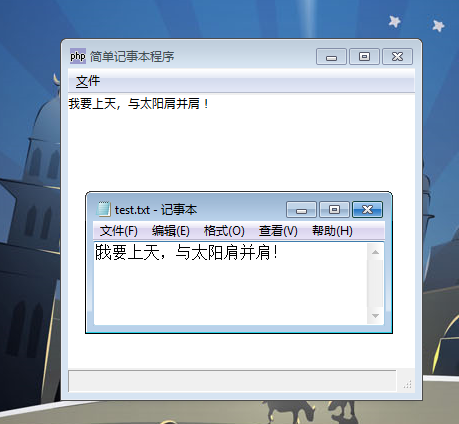 php 简单记事本程序
文件
我要上天，与太阳肩并肩！
test.txt - 记事本
文件(F) 编辑(E) 格式(O) 查看(V) 帮助(H)
我要上天，与太阳肩并肩！